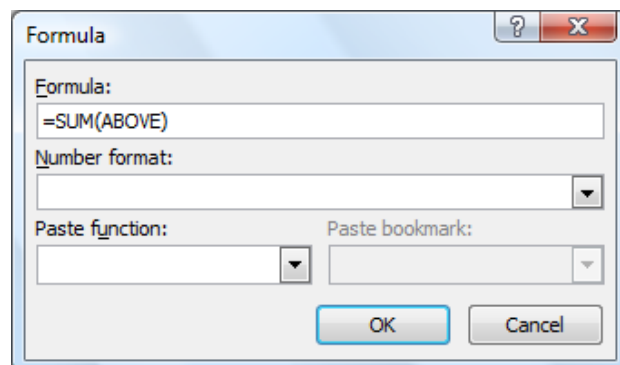 Formula
Formula:
=SUM(ABOVE)
Number format:
Paste function: Paste bookmark:
OK Cancel